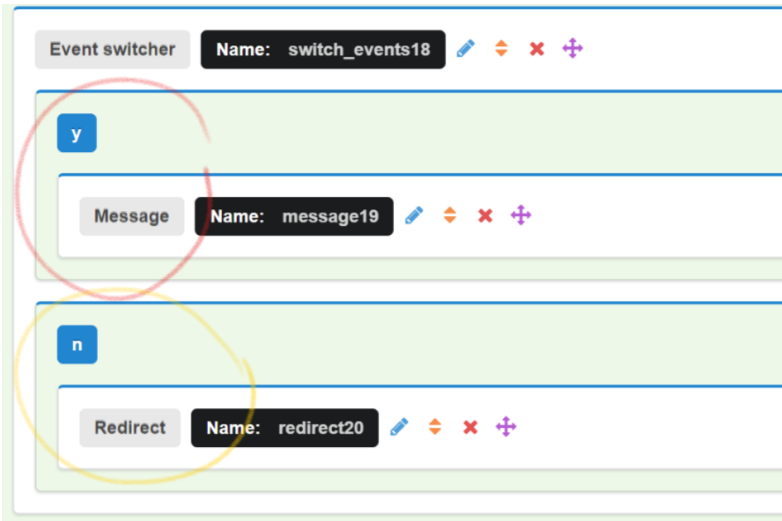 Event switcher Name: switch_events18
y
Message Name: message19
n
Redirect Name: redirect20